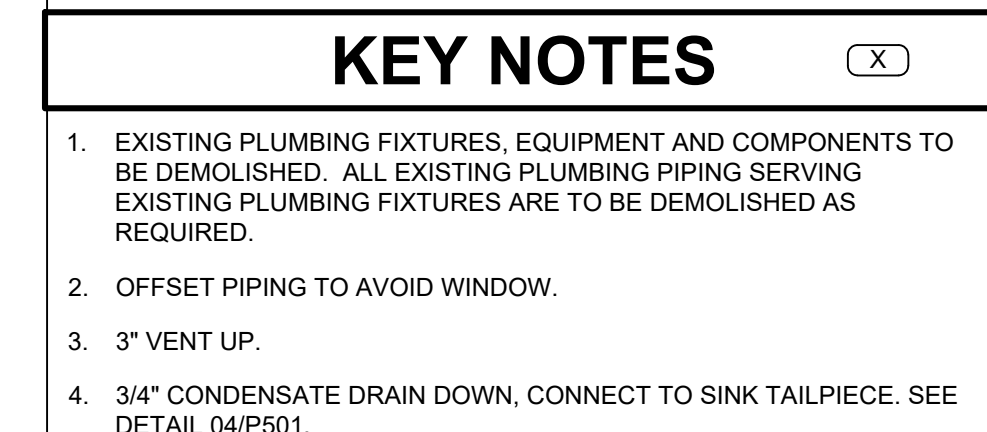 KEY NOTES X
1. EXISTING PLUMBING FIXTURES, EQUIPMENT AND COMPONENTS TO
BE DEMOLISHED. ALL EXISTING PLUMBING PIPING SERVING
EXISTING PLUMBING FIXTURES ARE TO BE DEMOLISHED AS
REQUIRED.
2. OFFSET PIPING TO AVOID WINDOW.
3. 3" VENT UP.
4. 3/4" CONDENSATE DRAIN DOWN, CONNECT TO SINK TAILPIECE. SEE
DETAIL 04/P501.